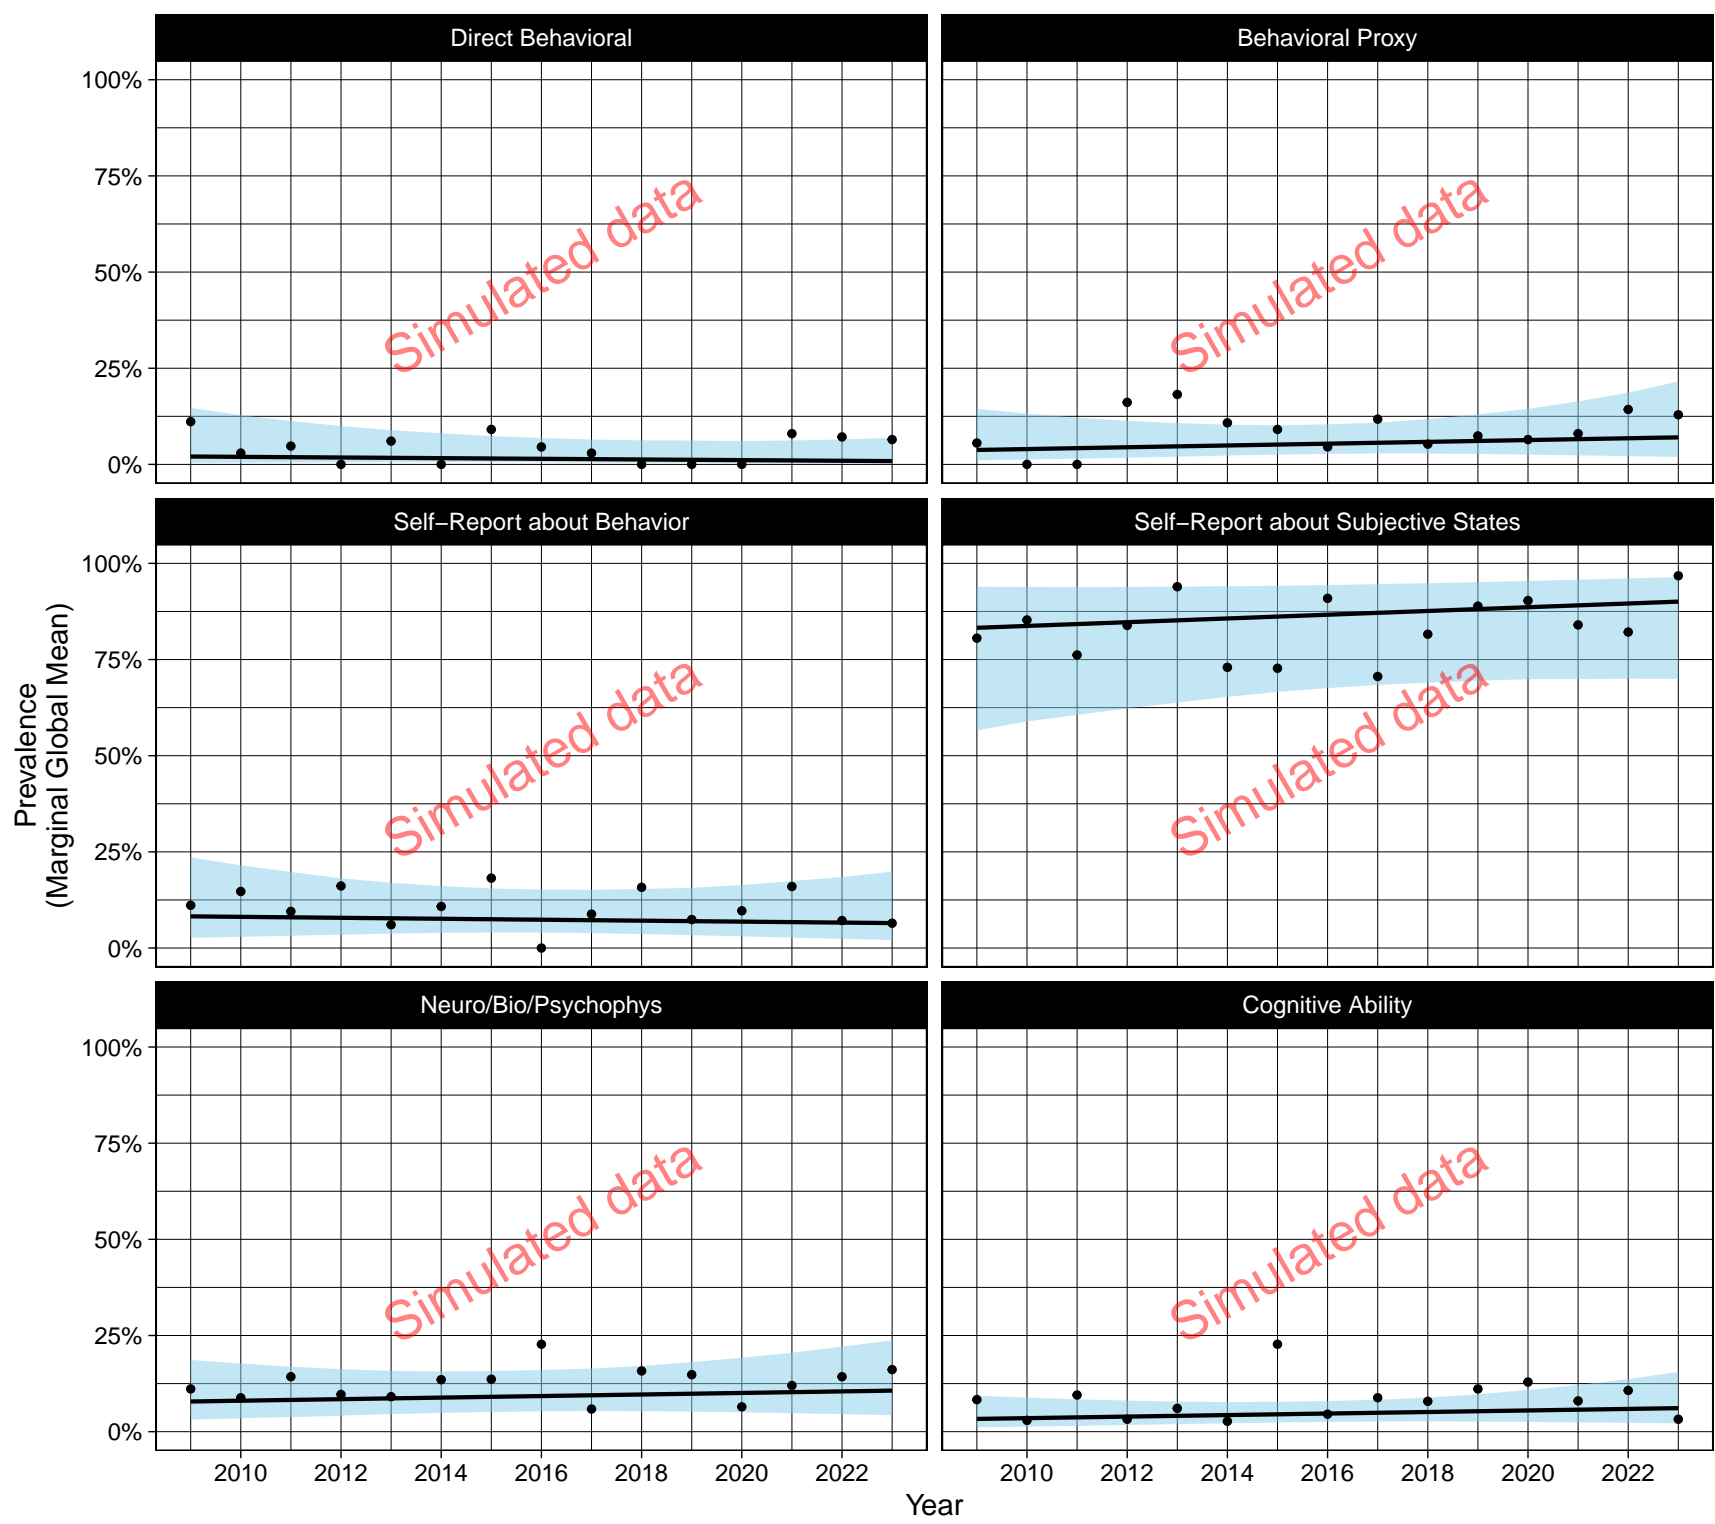 Direct Behavioral
Behavioral Proxy
100%
75%
50%
25%
0%
Simulated data
Simulated data
Self−Report about Behavior
Self−Report about Subjective States
100%
75%
50%
25%
0%
Simulated data
Simulated data
Prevalence
(Marginal Global Mean)
Neuro/Bio/Psychophys
Cognitive Ability
100%
75%
50%
25%
0%
Simulated data
Simulated data
2010 2012 2014 2016 2018 2020 2022
2010 2012 2014 2016 2018 2020 2022
Year